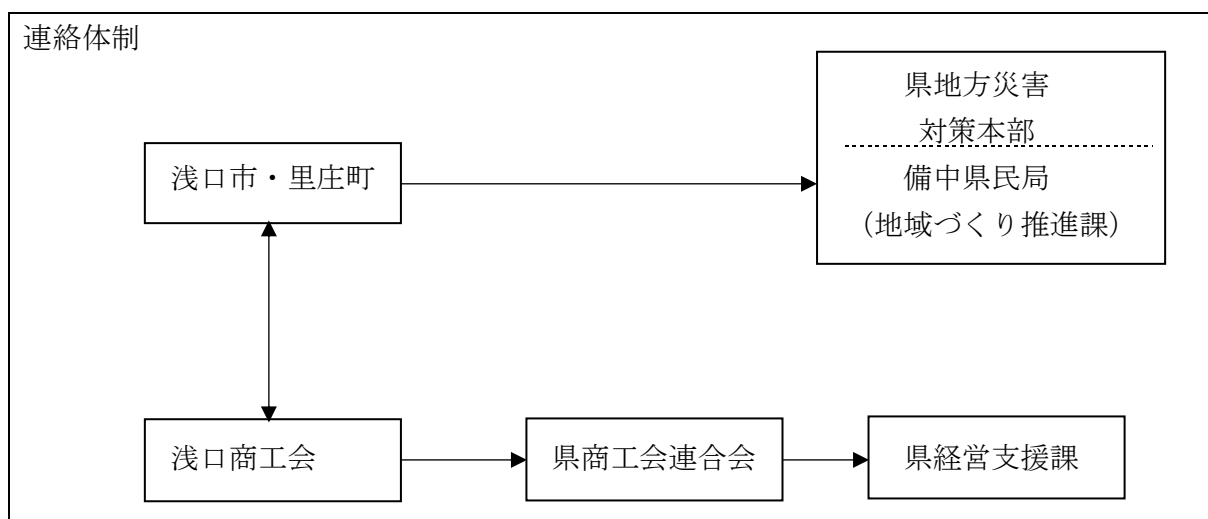 連絡体制
県地方災害
対策本部
備中県民局
(地域づくり推進課)
浅口市・里庄町
浅口商工会
県商工会連合会
県経営支援課